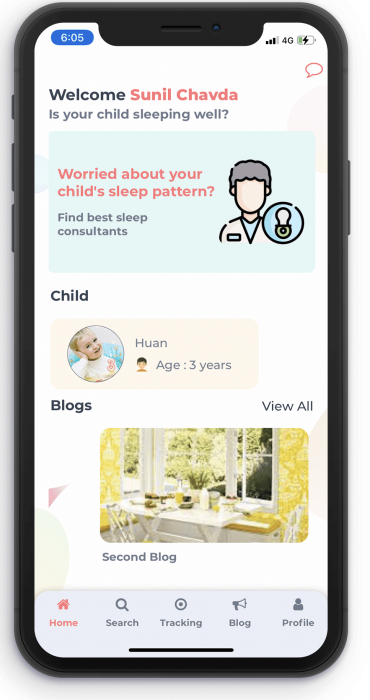 6:05
4G
Welcome Sunil Chavda
Is your child sleeping well?
Worried about your
child's sleep pattern?
Find best sleep
consultants
Child
Huan
Age : 3 years
Blogs
View All
Second Blog
Home
Search
Tracking
Blog
Profile